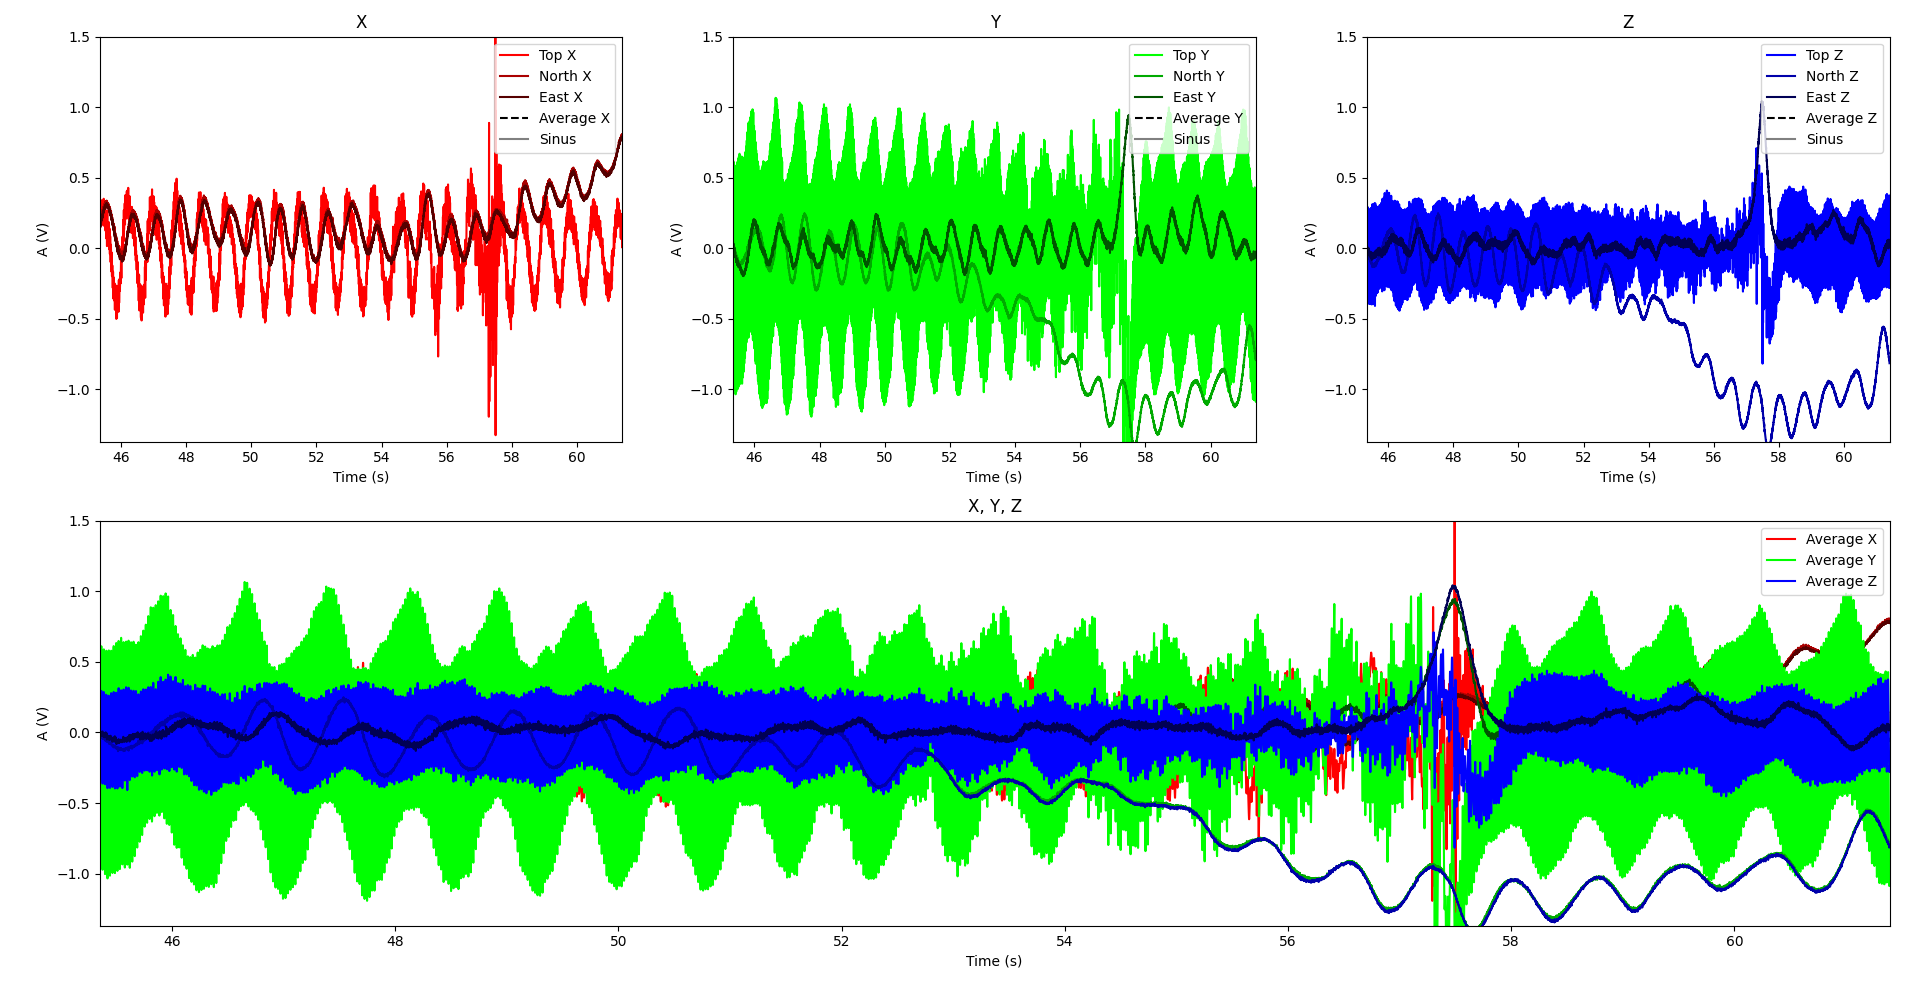 X
1.5
1.0
0.5
0.0
−0.5
−1.0
A (V)
46 48 50 52 54 56 58 60
Time (s)
Top X
North X
East X
Average X
Sinus
Y
1.5
1.0
0.5
0.0
−0.5
−1.0
A (V)
46 48 50 52 54 56 58 60
Time (s)
Top Y
North Y
East Y
Average Y
Sinus
Z
1.5
1.0
0.5
0.0
−0.5
−1.0
A (V)
46 48 50 52 54 56 58 60
Time (s)
Top Z
North Z
East Z
Average Z
Sinus
X, Y, Z
1.5
1.0
0.5
0.0
−0.5
−1.0
A (V)
46 48 50 52 54 56 58 60
Time (s)
Average X
Average Y
Average Z